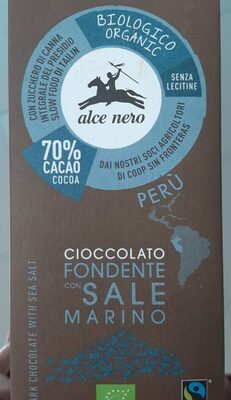 BIOLOGICO
ORGANIC
CON ZUCCHERO DI CANNA
INTEGRALE DEL PRESIDIO
SLOW FOOD DI TAILIN
SENZA
LECITINE
alce nero
70%
CACAO
COCOA
DAI NOSTRI SOCI AGRICOLTORI
DI COOP SIN FRONTERAS
PERÙ
CIOCCOLATO
FONDENTE
CON SALE
MARINO
DARK CHOCOLATE WITH SEA SALT